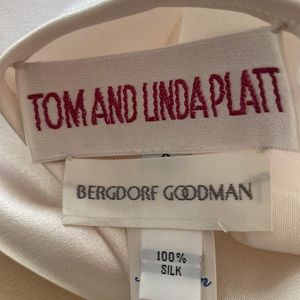 TOM AND LINDA PLATT
BERGDORF GOODMAN
100%
SILK